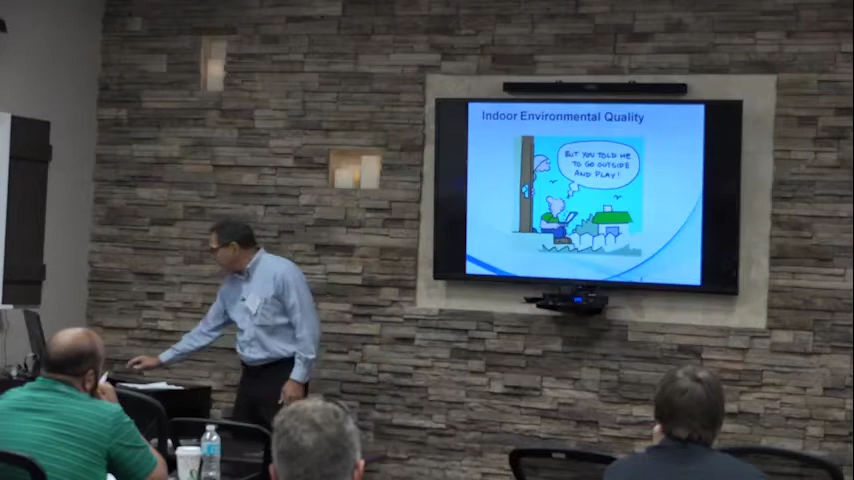 Indoor Environmental Quality
BUT YOU TOLD ME
TO GO OUTSIDE
AND PLAY!